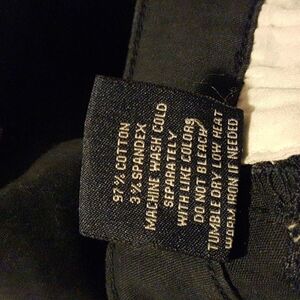 97% COTTON
3% SPANDEX
MACHINE WASH COLD
SEPARATELY
WITH LIKE COLORS
DO NOT BLEACH
TUMBLE DRY LOW HEAT
WARM IRON IF NEEDED